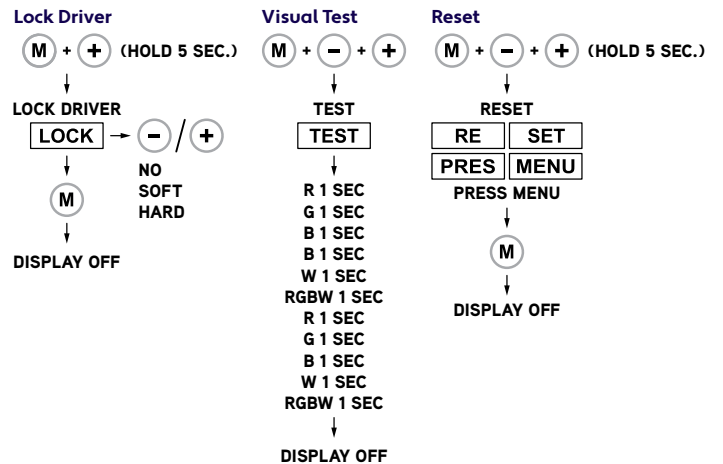 Lock Driver
M + + (HOLD 5 SEC.)
LOCK DRIVER
LOCK - / +
NO
SOFT
HARD
M
DISPLAY OFF
Visual Test
M + - + +
TEST
TEST
R 1 SEC
G 1 SEC
B 1 SEC
B 1 SEC
W 1 SEC
RGBW 1 SEC
R 1 SEC
G 1 SEC
B 1 SEC
W 1 SEC
RGBW 1 SEC
DISPLAY OFF
Reset
M + - + + (HOLD 5 SEC.)
RESET
RE SET
PRES MENU
PRESS MENU
M
DISPLAY OFF